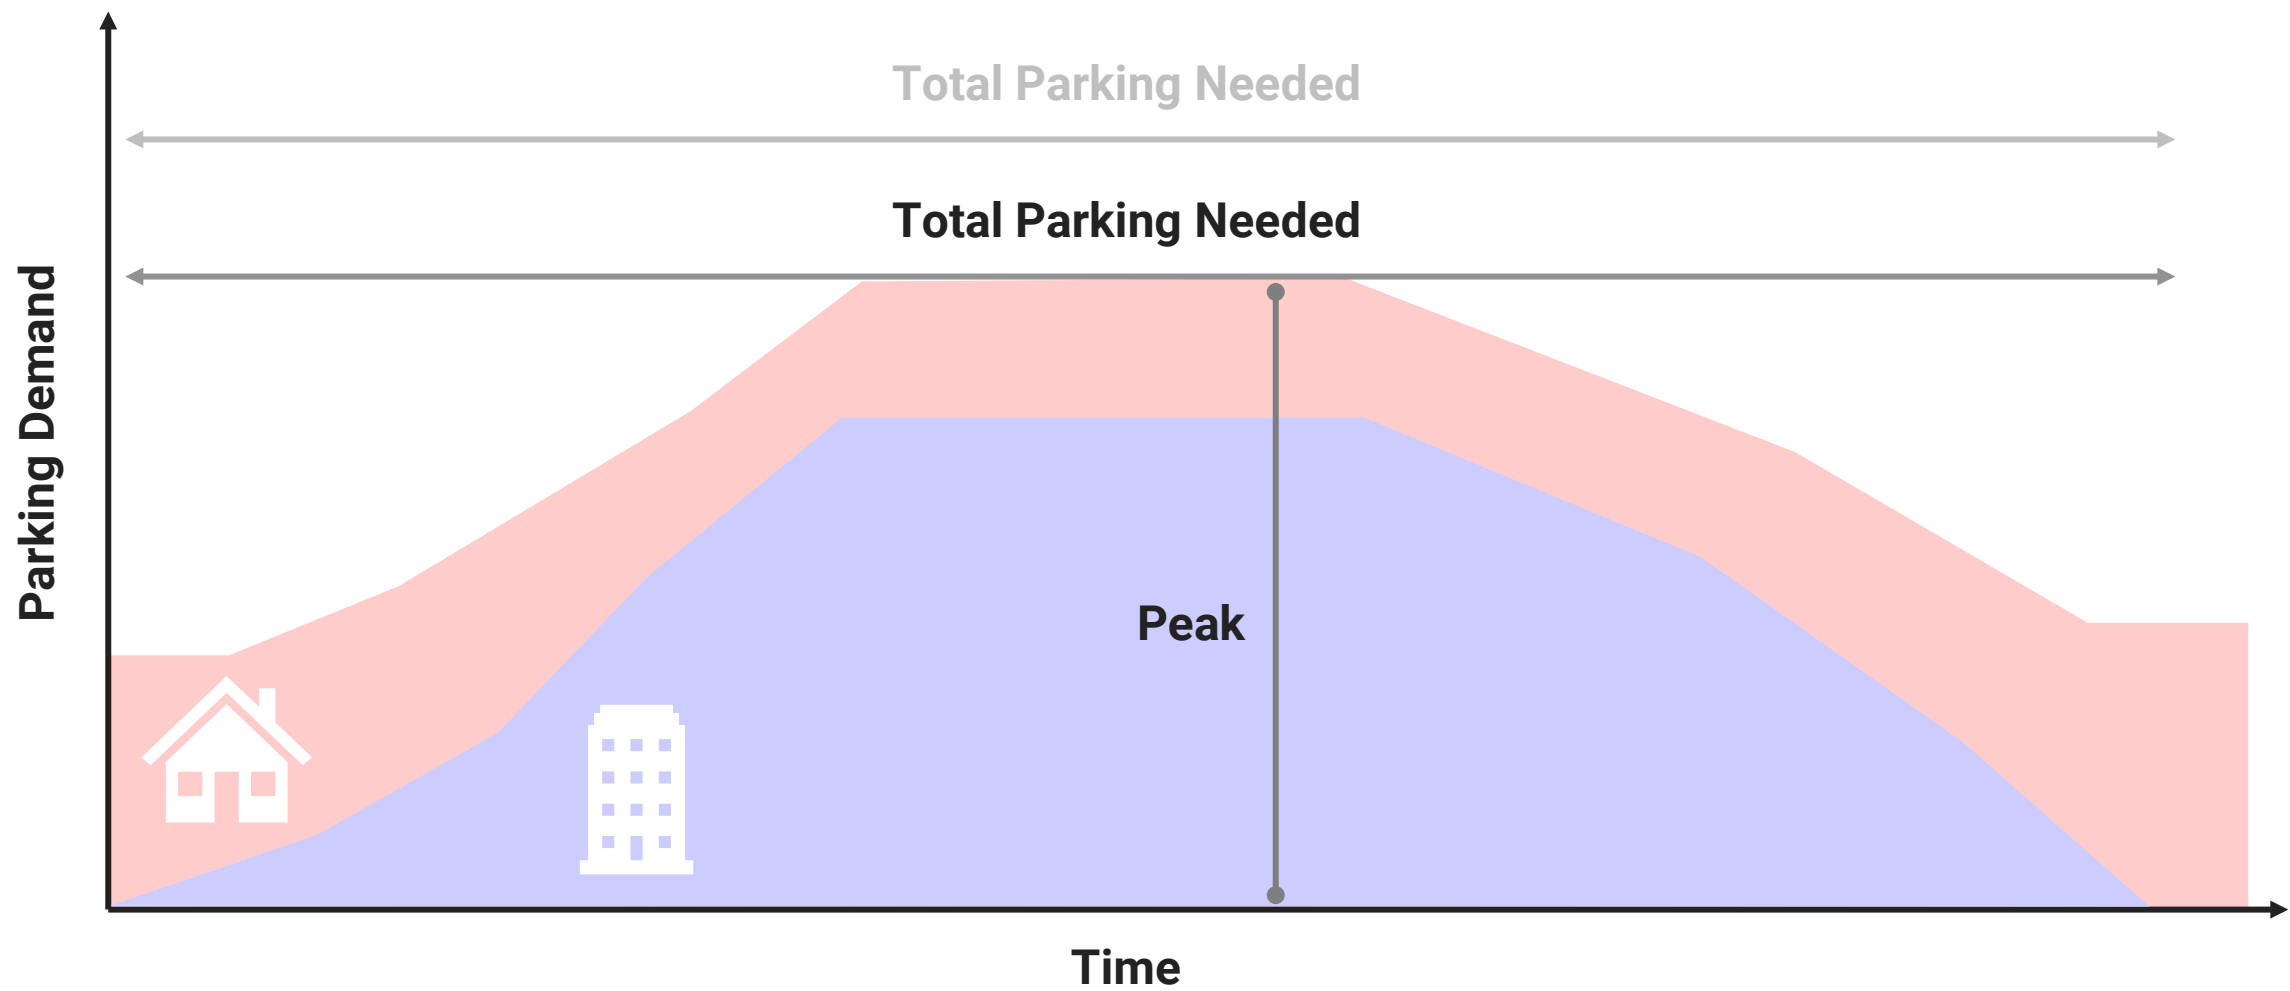 Total Parking Needed
Total Parking Needed
Parking Demand
Peak
Time